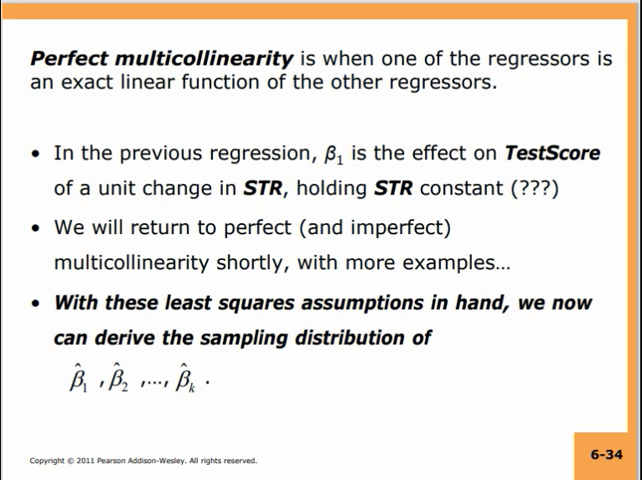 Perfect multicollinearity is when one of the regressors is
an exact linear function of the other regressors.
• In the previous regression, β₁ is the effect on TestScore
of a unit change in STR, holding STR constant (???)
• We will return to perfect (and imperfect)
multicollinearity shortly, with more examples…
• With these least squares assumptions in hand, we now
can derive the sampling distribution of
β̂₁ , β̂₂ ,..., β̂ₖ .
Copyright © 2011 Pearson Addison-Wesley. All rights reserved.
6-34